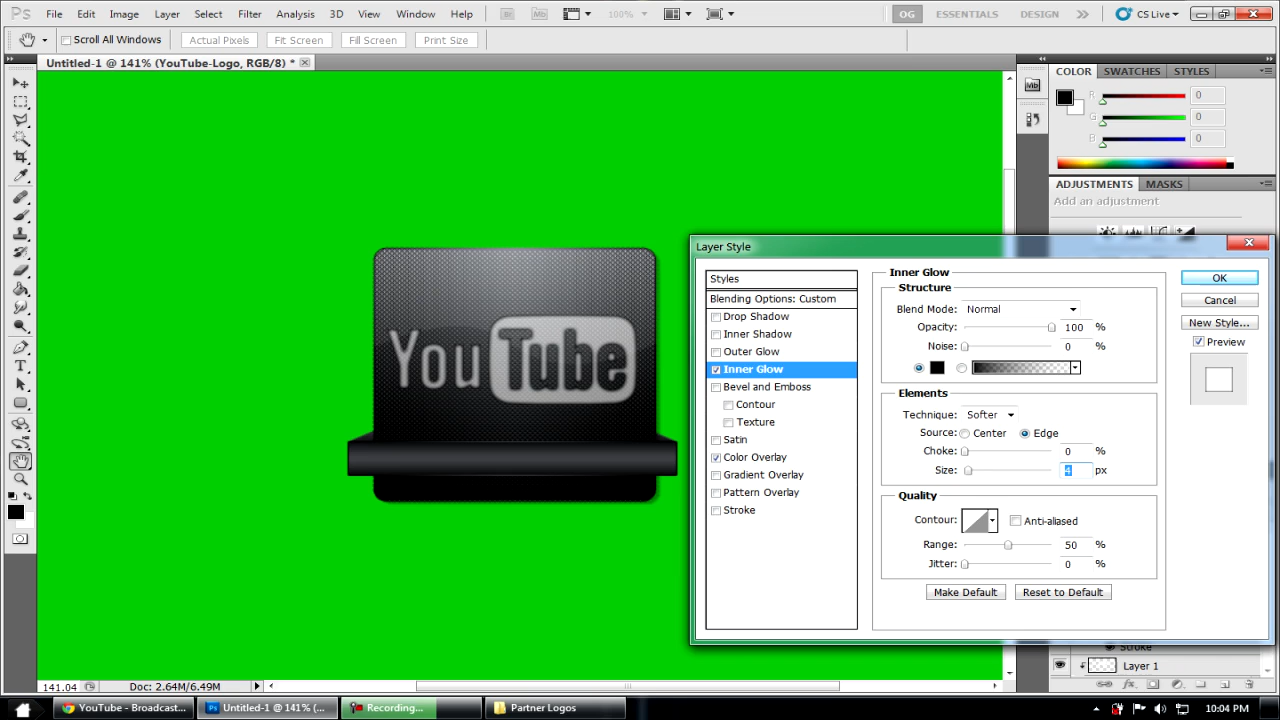 Ps File Edit Image Layer Select Filter Analysis 3D View Window Help Br Mb 100% OG ESSENTIALS DESIGN CS Live
Scroll All Windows Actual Pixels Fit Screen Fill Screen Print Size
Untitled-1 @ 141% (YouTube-Logo, RGB/8) *
COLOR SWATCHES STYLES
Mb
R 0
G 0
B 0
ADJUSTMENTS MASKS
Add an adjustment
YouTube
Layer Style
Styles
Blending Options: Custom
Drop Shadow
Inner Shadow
Outer Glow
Inner Glow
Bevel and Emboss
Contour
Texture
Satin
Color Overlay
Gradient Overlay
Pattern Overlay
Stroke
Inner Glow
Structure
Blend Mode: Normal
Opacity: 100 %
Noise: 0 %
Elements
Technique: Softer
Source: Center Edge
Choke: 0 %
Size: 4 px
Quality
Contour: Anti-aliased
Range: 50 %
Jitter: 0 %
Make Default Reset to Default
OK
Cancel
New Style...
Preview
Stroke
Layer 1
141.04 Doc: 2.64M/6.49M
YouTube - Broadcast... Ps Untitled-1 @ 141% (... Recording... Partner Logos 10:04 PM